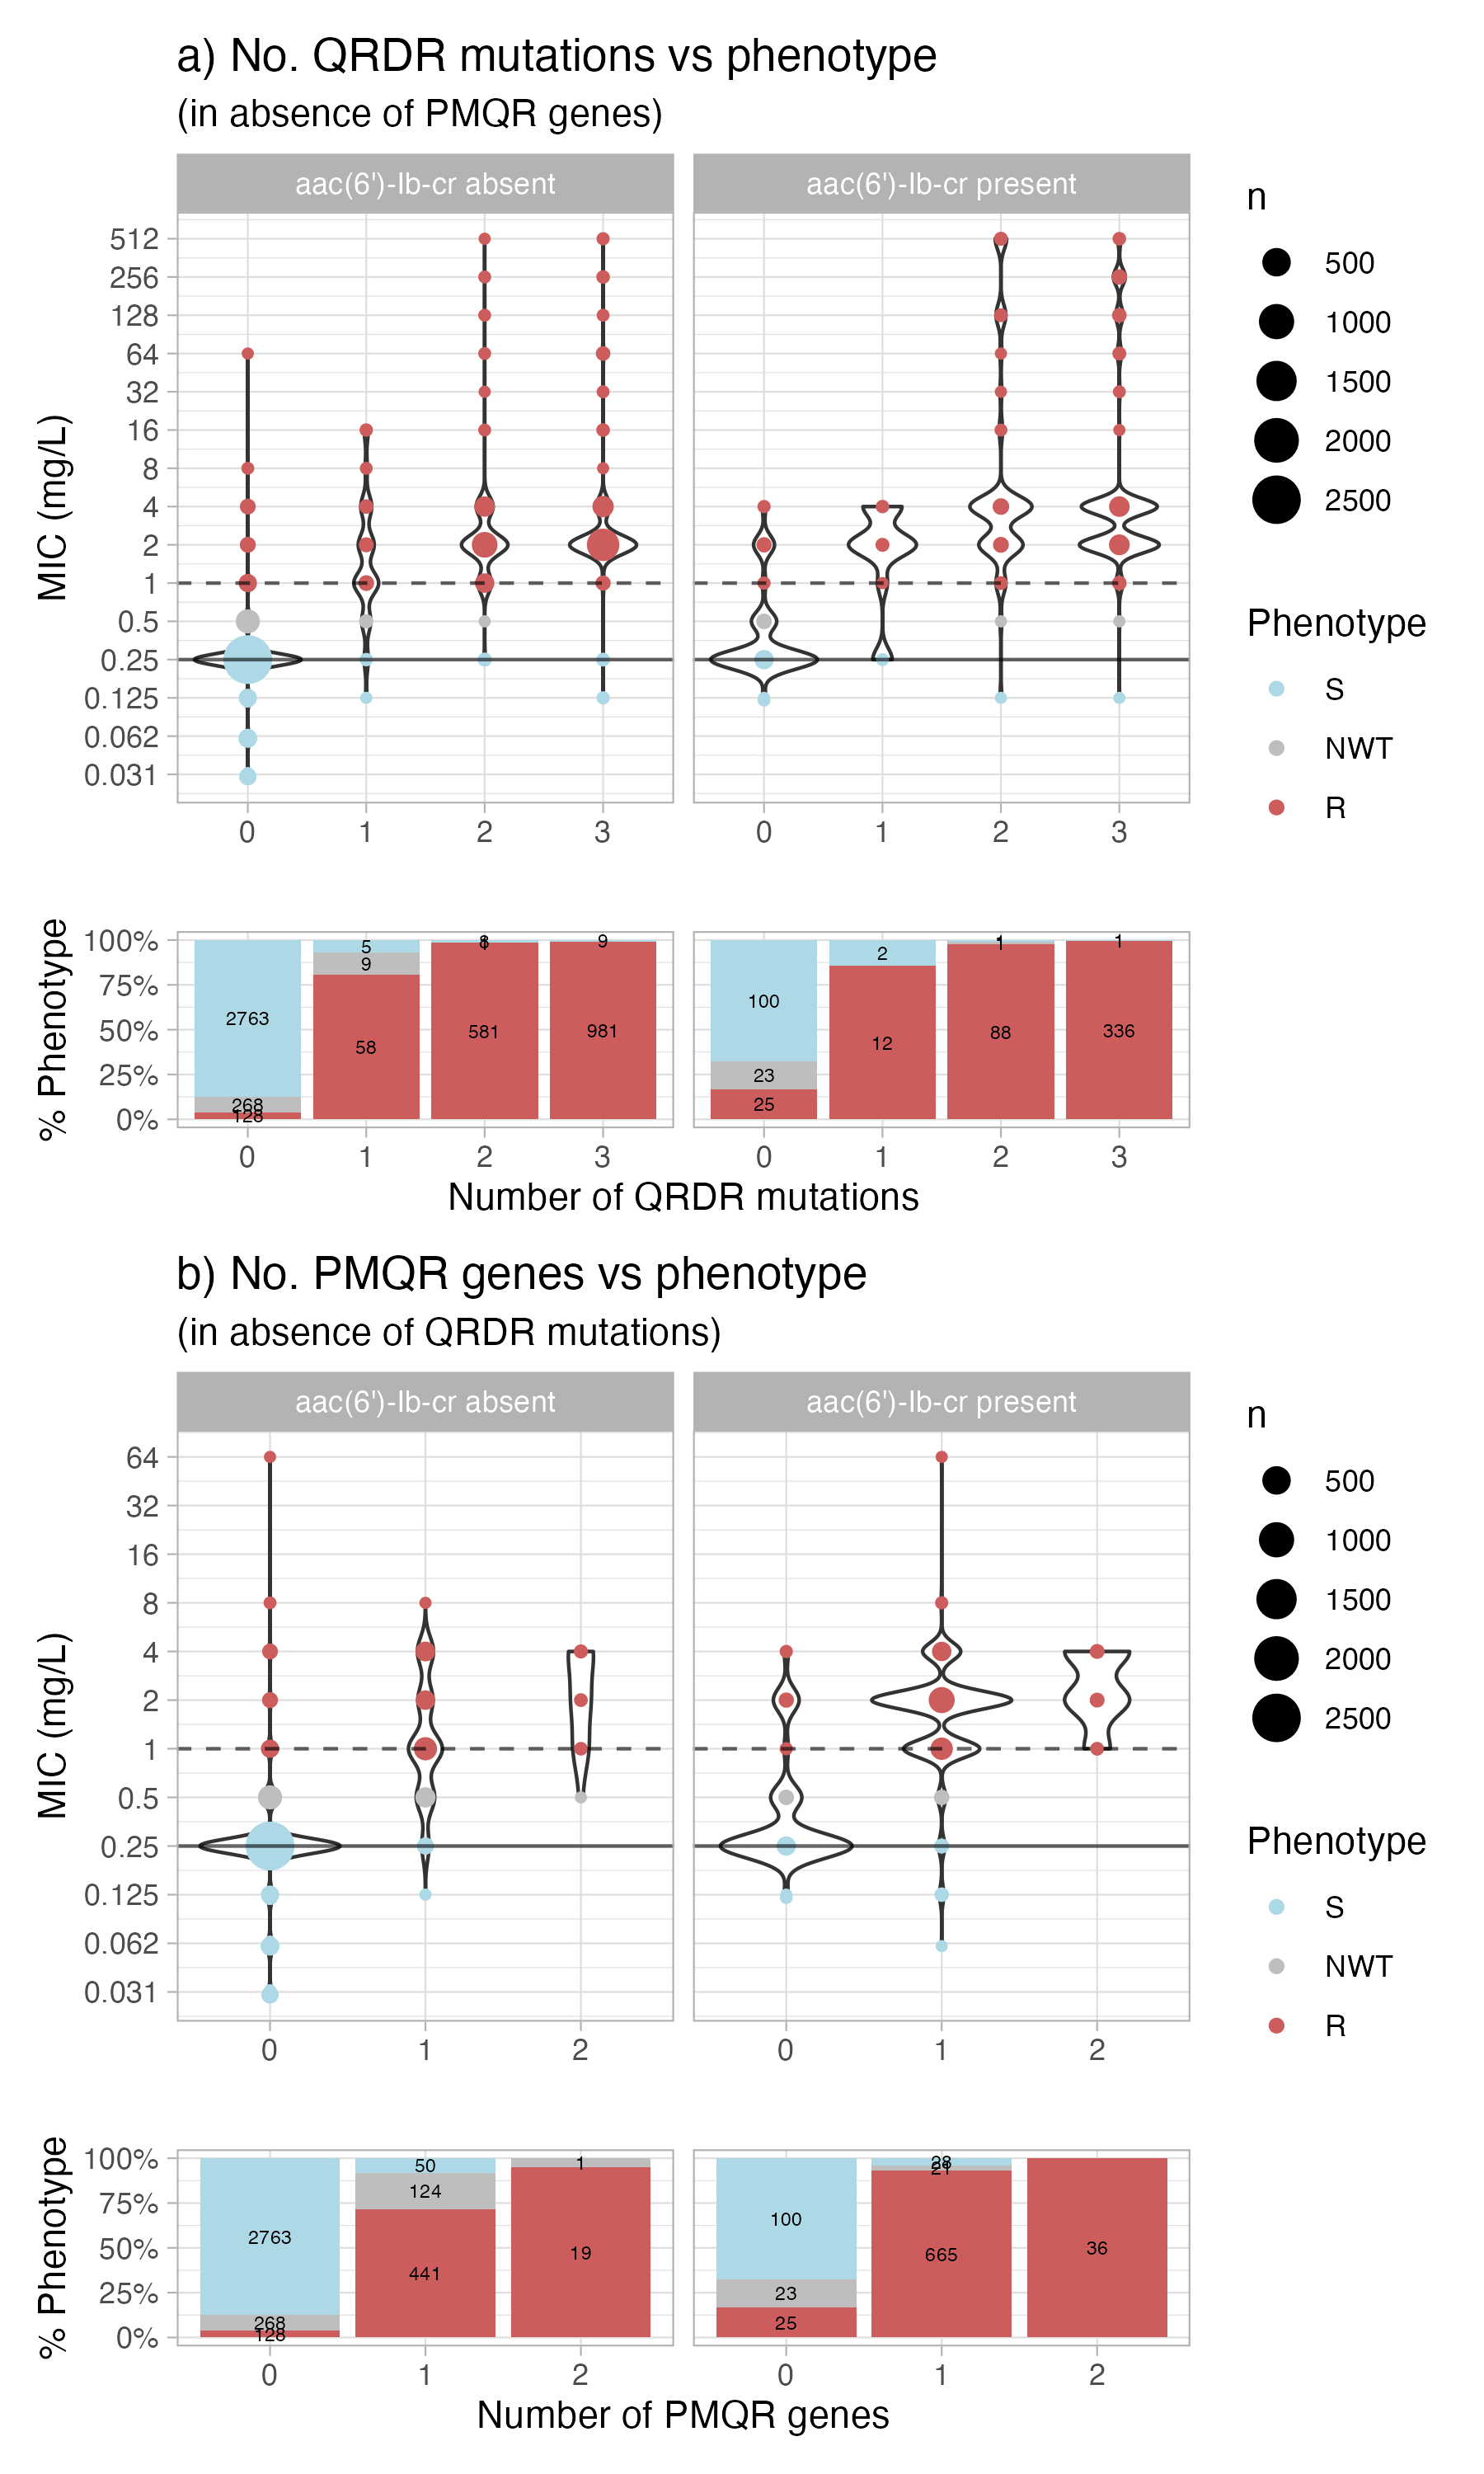 a) No. QRDR mutations vs phenotype
(in absence of PMQR genes)
aac(6')-Ib-cr absent
aac(6')-Ib-cr present
MIC (mg/L)
512
256
128
64
32
16
8
4
2
1
0.5
0.25
0.125
0.062
0.031
0 1 2 3
0 1 2 3
n
500
1000
1500
2000
2500
Phenotype
S
NWT
R
% Phenotype
100%
75%
50%
25%
0%
2763
268
128
5
9
58
581
9
981
100
23
25
2
12
1
88
1
336
0 1 2 3
0 1 2 3
Number of QRDR mutations
b) No. PMQR genes vs phenotype
(in absence of QRDR mutations)
aac(6')-Ib-cr absent
aac(6')-Ib-cr present
MIC (mg/L)
64
32
16
8
4
2
1
0.5
0.25
0.125
0.062
0.031
0 1 2
0 1 2
n
500
1000
1500
2000
2500
Phenotype
S
NWT
R
% Phenotype
100%
75%
50%
25%
0%
2763
268
128
50
124
441
1
19
100
23
25
28
21
665
36
0 1 2
0 1 2
Number of PMQR genes